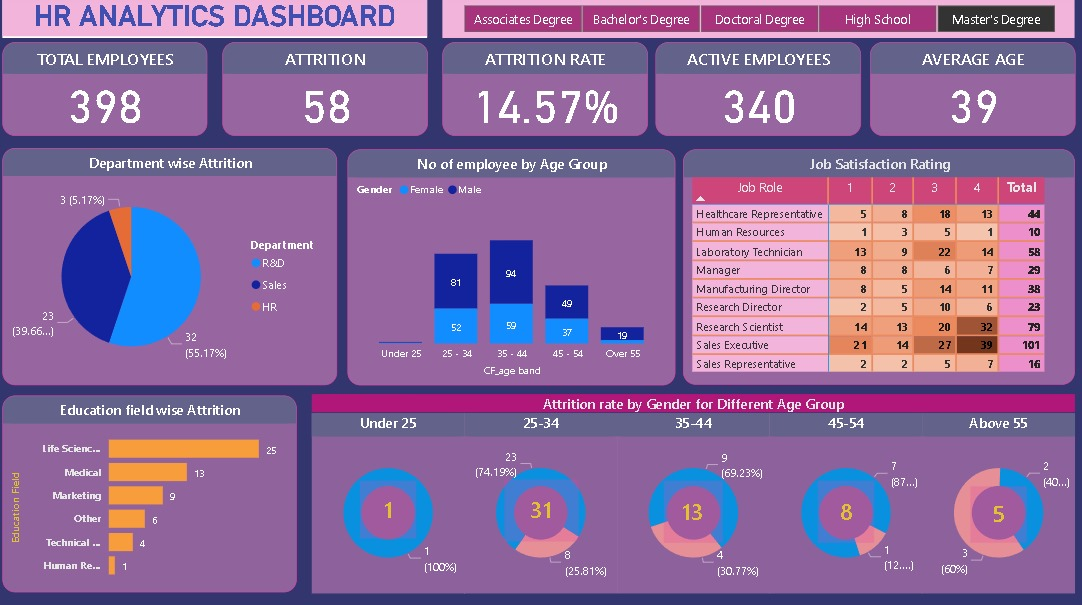 HR ANALYTICS DASHBOARD
Associates Degree Bachelor's Degree Doctoral Degree High School Master's Degree
TOTAL EMPLOYEES ATTRITION ATTRITION RATE ACTIVE EMPLOYEES AVERAGE AGE
398 58 14.57% 340 39
Department wise Attrition
3 (5.17%)
23
(39.66...)
32
(55.17%)
Department
R&D
Sales
HR
No of employee by Age Group
Gender Female Male
81 94 49 19
52 59 37
Under 25 25 - 34 35 - 44 45 - 54 Over 55
CF_age band
Job Satisfaction Rating
Job Role 1 2 3 4 Total
Healthcare Representative 5 8 18 13 44
Human Resources 1 3 5 1 10
Laboratory Technician 13 9 22 14 58
Manager 8 8 6 7 29
Manufacturing Director 8 5 14 11 38
Research Director 2 5 10 6 23
Research Scientist 14 13 20 32 79
Sales Executive 21 14 27 39 101
Sales Representative 2 2 5 7 16
Education field wise Attrition
Education Field
Life Scienc... 25
Medical 13
Marketing 9
Other 6
Technical ... 4
Human Re... 1
Attrition rate by Gender for Different Age Group
Under 25 25-34 35-44 45-54 Above 55
1
1
(100%)
23
(74.19%)
31
8
(25.81%)
9
(69.23%)
13
4
(30.77%)
7
(87...)
8
1
(12....)
2
(40...)
5
3
(60%)